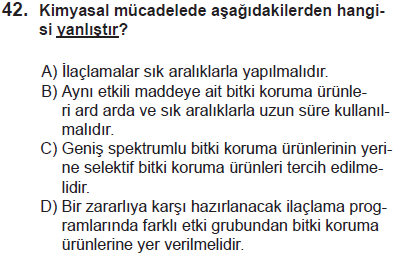 42. Kimyasal mücadelede aşağıdakilerden hangi-
si yanlıştır?
A) İlaçlamalar sık aralıklarla yapılmalıdır.
B) Aynı etkili maddeye ait bitki koruma ürünle-
ri ard arda ve sık aralıklarla uzun süre kullanıl-
malıdır.
C) Geniş spektrumlu bitki koruma ürünlerinin yeri-
ne selektif bitki koruma ürünleri tercih edilme-
lidir.
D) Bir zararlıya karşı hazırlanacak ilaçlama prog-
ramlarında farklı etki grubundan bitki koruma
ürünlerine yer verilmelidir.